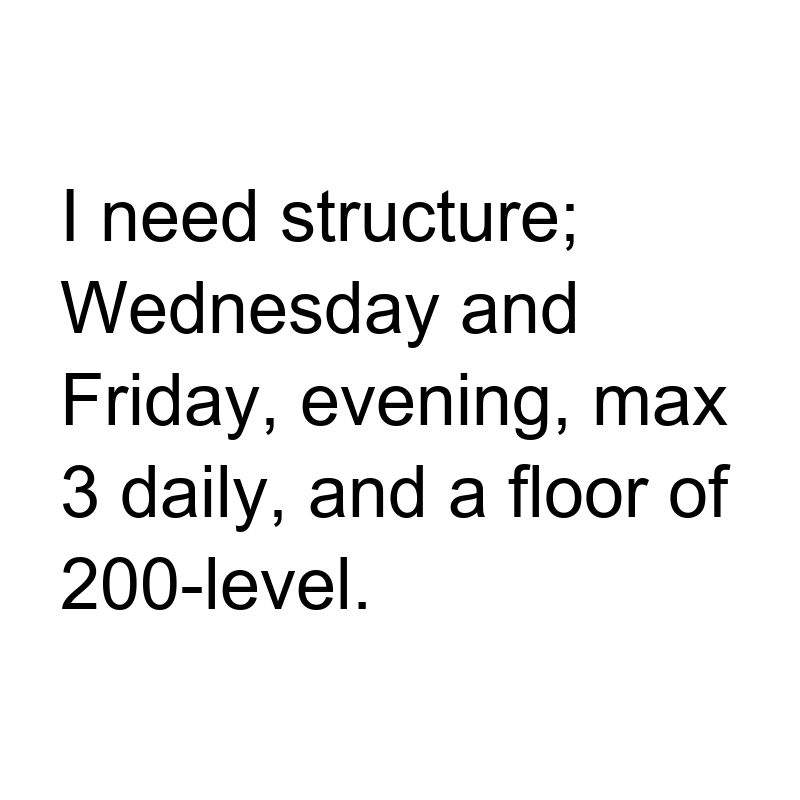 I need structure;
Wednesday and
Friday, evening, max
3 daily, and a floor of
200-level.